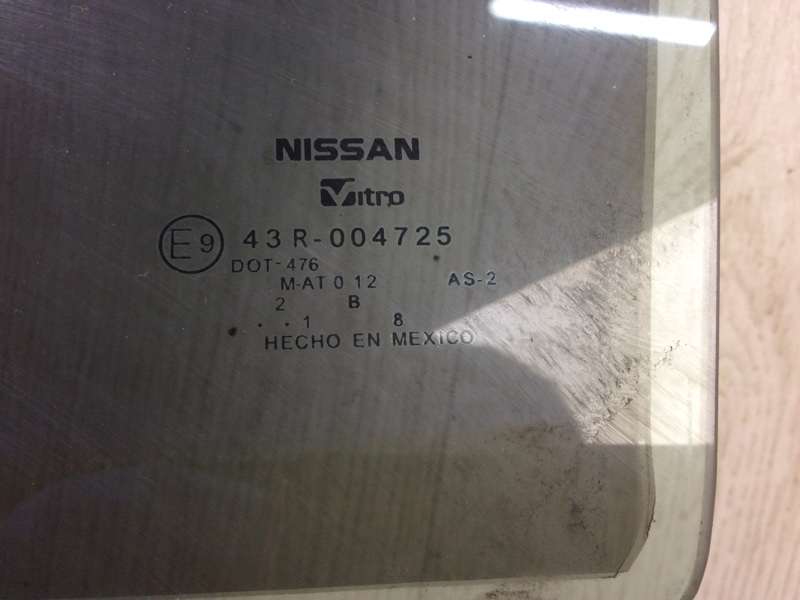 NISSAN
Vitro
E9 43R-004725
DOT-476
M-AT 0 12 AS-2
2 B
. . 1 8
HECHO EN MEXICO